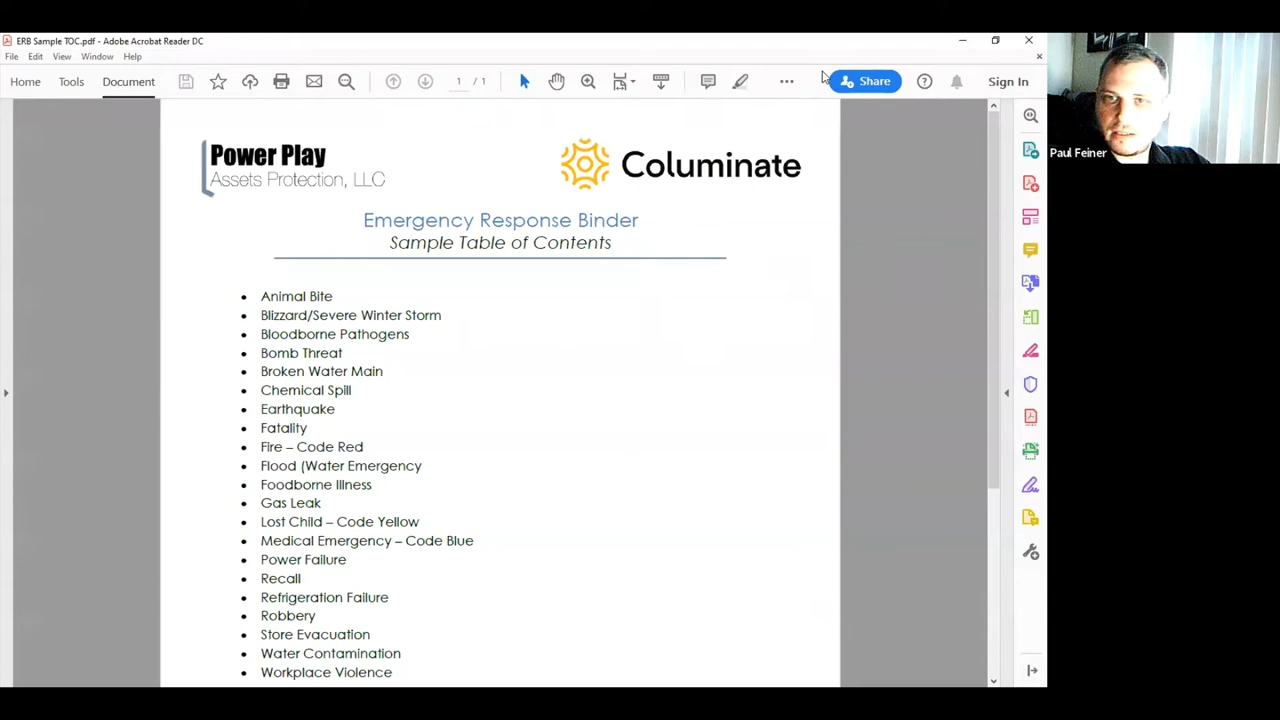 ERB Sample TOC.pdf - Adobe Acrobat Reader DC
File Edit View Window Help
Home Tools Document 1 / 1 Share Sign In
Paul Feiner
Power Play
Assets Protection, LLC
Columinate
Emergency Response Binder
Sample Table of Contents
• Animal Bite
• Blizzard/Severe Winter Storm
• Bloodborne Pathogens
• Bomb Threat
• Broken Water Main
• Chemical Spill
• Earthquake
• Fatality
• Fire – Code Red
• Flood (Water Emergency
• Foodborne Illness
• Gas Leak
• Lost Child – Code Yellow
• Medical Emergency – Code Blue
• Power Failure
• Recall
• Refrigeration Failure
• Robbery
• Store Evacuation
• Water Contamination
• Workplace Violence